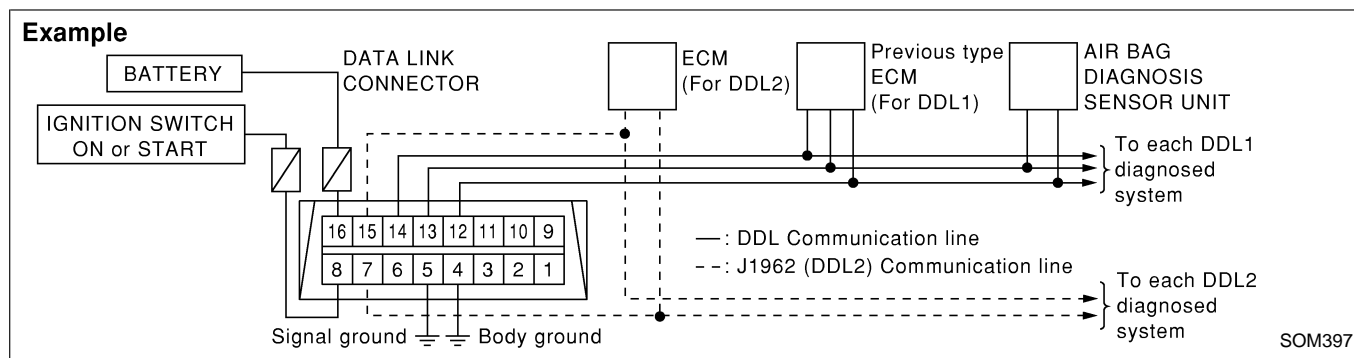 Example
BATTERY
IGNITION SWITCH
ON or START
DATA LINK
CONNECTOR
ECM
(For DDL2)
Previous type
ECM
(For DDL1)
AIR BAG
DIAGNOSIS
SENSOR UNIT
To each DDL1
diagnosed
system
16 15 14 13 12 11 10 9
8 7 6 5 4 3 2 1
— : DDL Communication line
– – : J1962 (DDL2) Communication line
To each DDL2
diagnosed
system
Signal ground
Body ground
SOM397